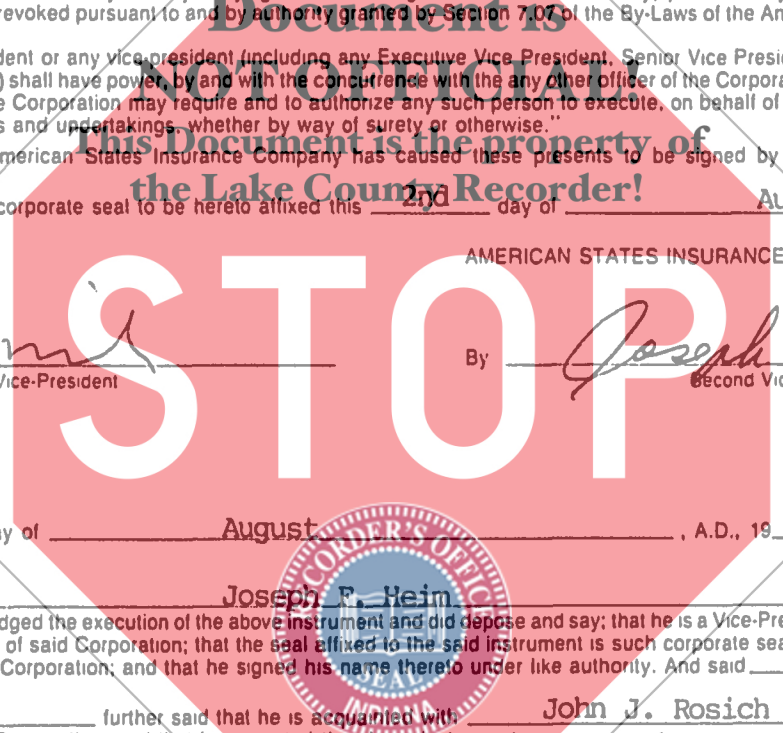 revoked pursuant to and by authority granted by Section 7.07 of the By-Laws of the Am
Document is
dent or any vice president (including any Executive Vice President, Senior Vice Presid
) shall have power, by and with the concurrence with the any other officer of the Corpora
NOT OFFICIAL!
e Corporation may require and to authorize any such person to execute, on behalf of
s and undertakings, whether by way of surety or otherwise."
This Document is the property of
merican States Insurance Company has caused these presents to be signed by
the Lake County Recorder!
corporate seal to be hereto affixed this 2nd day of Au
AMERICAN STATES INSURANCE
STOP
By Joseph
Vice-President
Second Vic
y of August , A.D., 19
RECORDER'S OFFICE
Joseph F. Heim
dged the execution of the above instrument and did depose and say; that he is a Vice-Pre
of said Corporation; that the seal affixed to the said instrument is such corporate sea
Corporation; and that he signed his name thereto under like authority. And said
SEAL
INDIANA
further said that he is acquainted with John J. Rosich